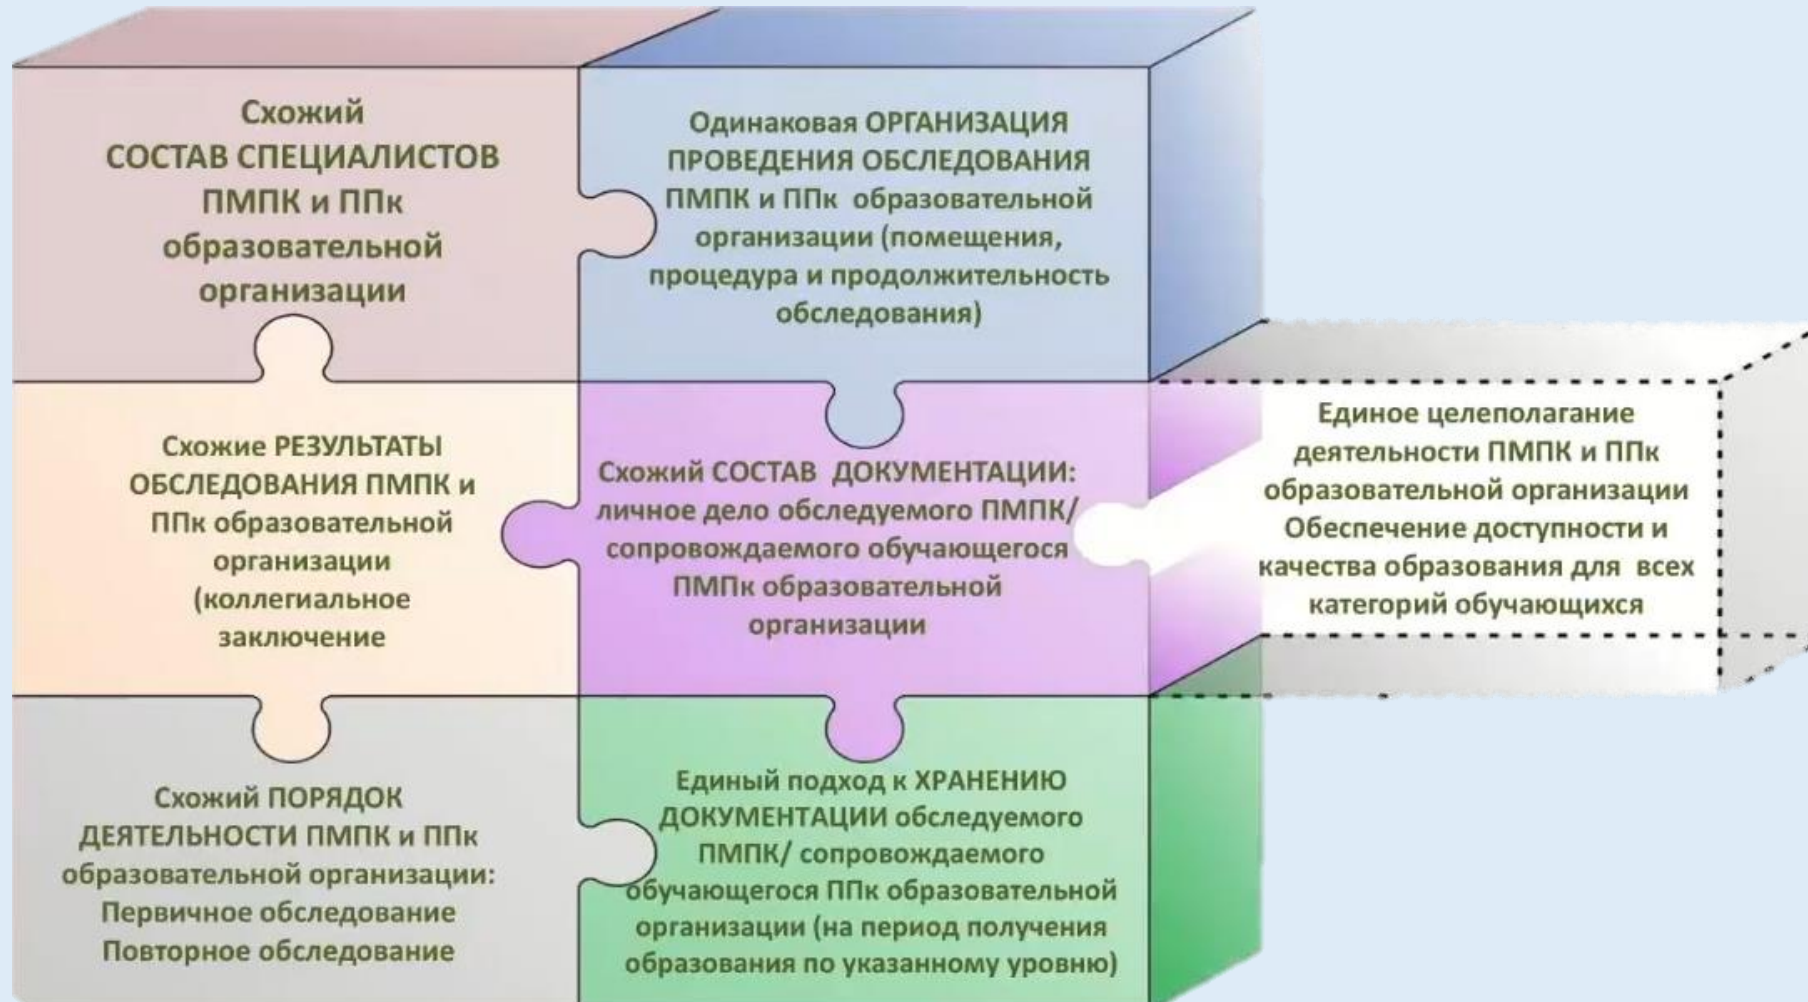 Схожий
СОСТАВ СПЕЦИАЛИСТОВ
ПМПК и ППк
образовательной
организации
Одинаковая ОРГАНИЗАЦИЯ
ПРОВЕДЕНИЯ ОБСЛЕДОВАНИЯ
ПМПК и ППк образовательной
организации (помещения,
процедура и продолжительность
обследования)
Схожие РЕЗУЛЬТАТЫ
ОБСЛЕДОВАНИЯ ПМПК и
ППк образовательной
организации
(коллегиальное
заключение
Схожий СОСТАВ ДОКУМЕНТАЦИИ:
личное дело обследуемого ПМПК/
сопровождаемого обучающегося
ПМПк образовательной
организации
Единое целеполагание
деятельности ПМПК и ППк
образовательной организации
Обеспечение доступности и
качества образования для всех
категорий обучающихся
Схожий ПОРЯДОК
ДЕЯТЕЛЬНОСТИ ПМПК и ППк
образовательной организации:
Первичное обследование
Повторное обследование
Единый подход к ХРАНЕНИЮ
ДОКУМЕНТАЦИИ обследуемого
ПМПК/ сопровождаемого
обучающегося ППк образовательной
организации (на период получения
образования по указанному уровню)